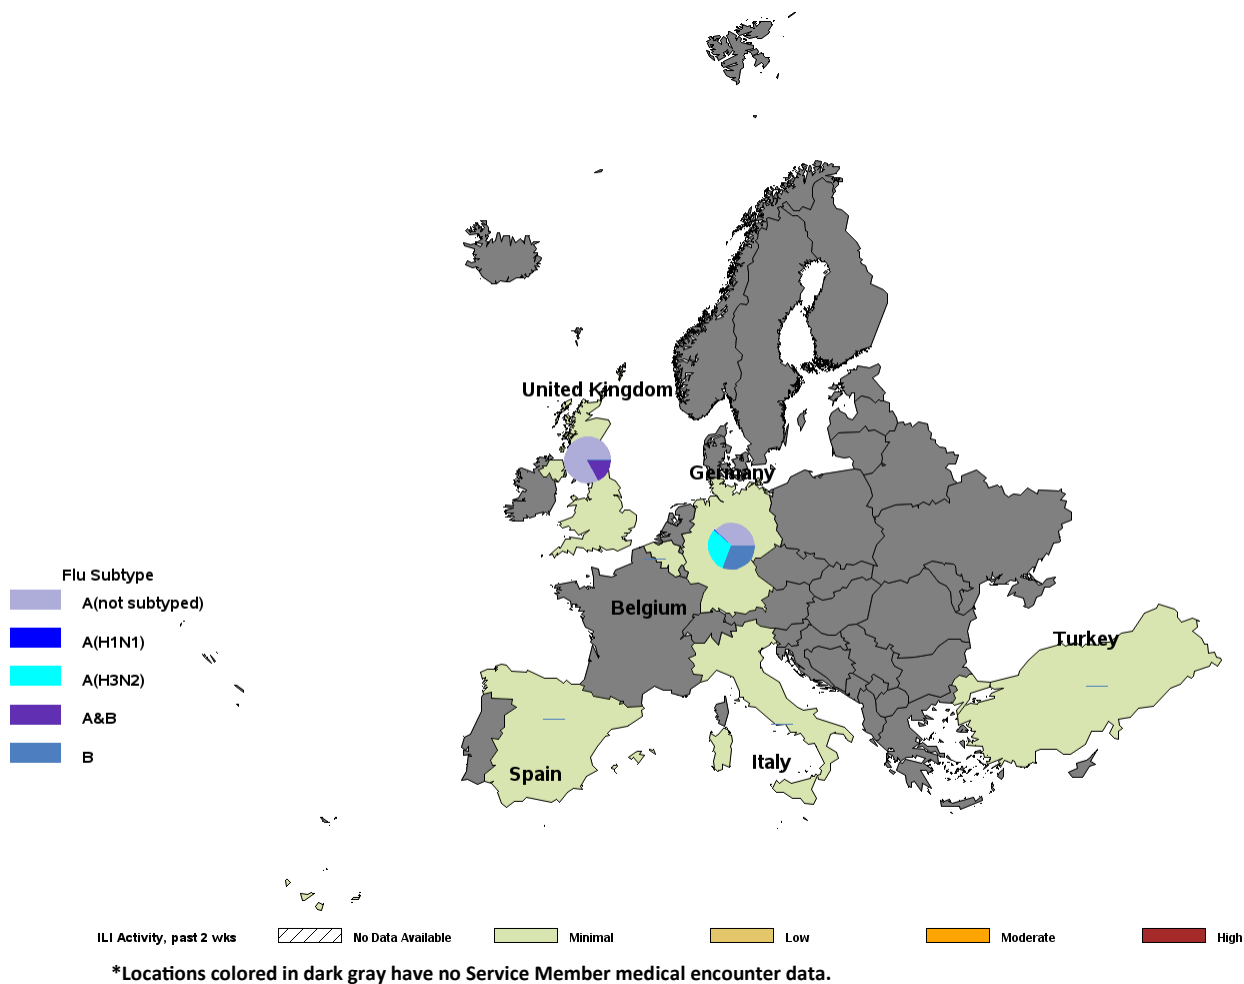 United Kingdom
Germany
Flu Subtype
A(not subtyped)
A(H1N1)
A(H3N2)
A&B
B
Belgium
Turkey
Spain
Italy
ILI Activity, past 2 wks No Data Available Minimal Low Moderate High
*Locations colored in dark gray have no Service Member medical encounter data.